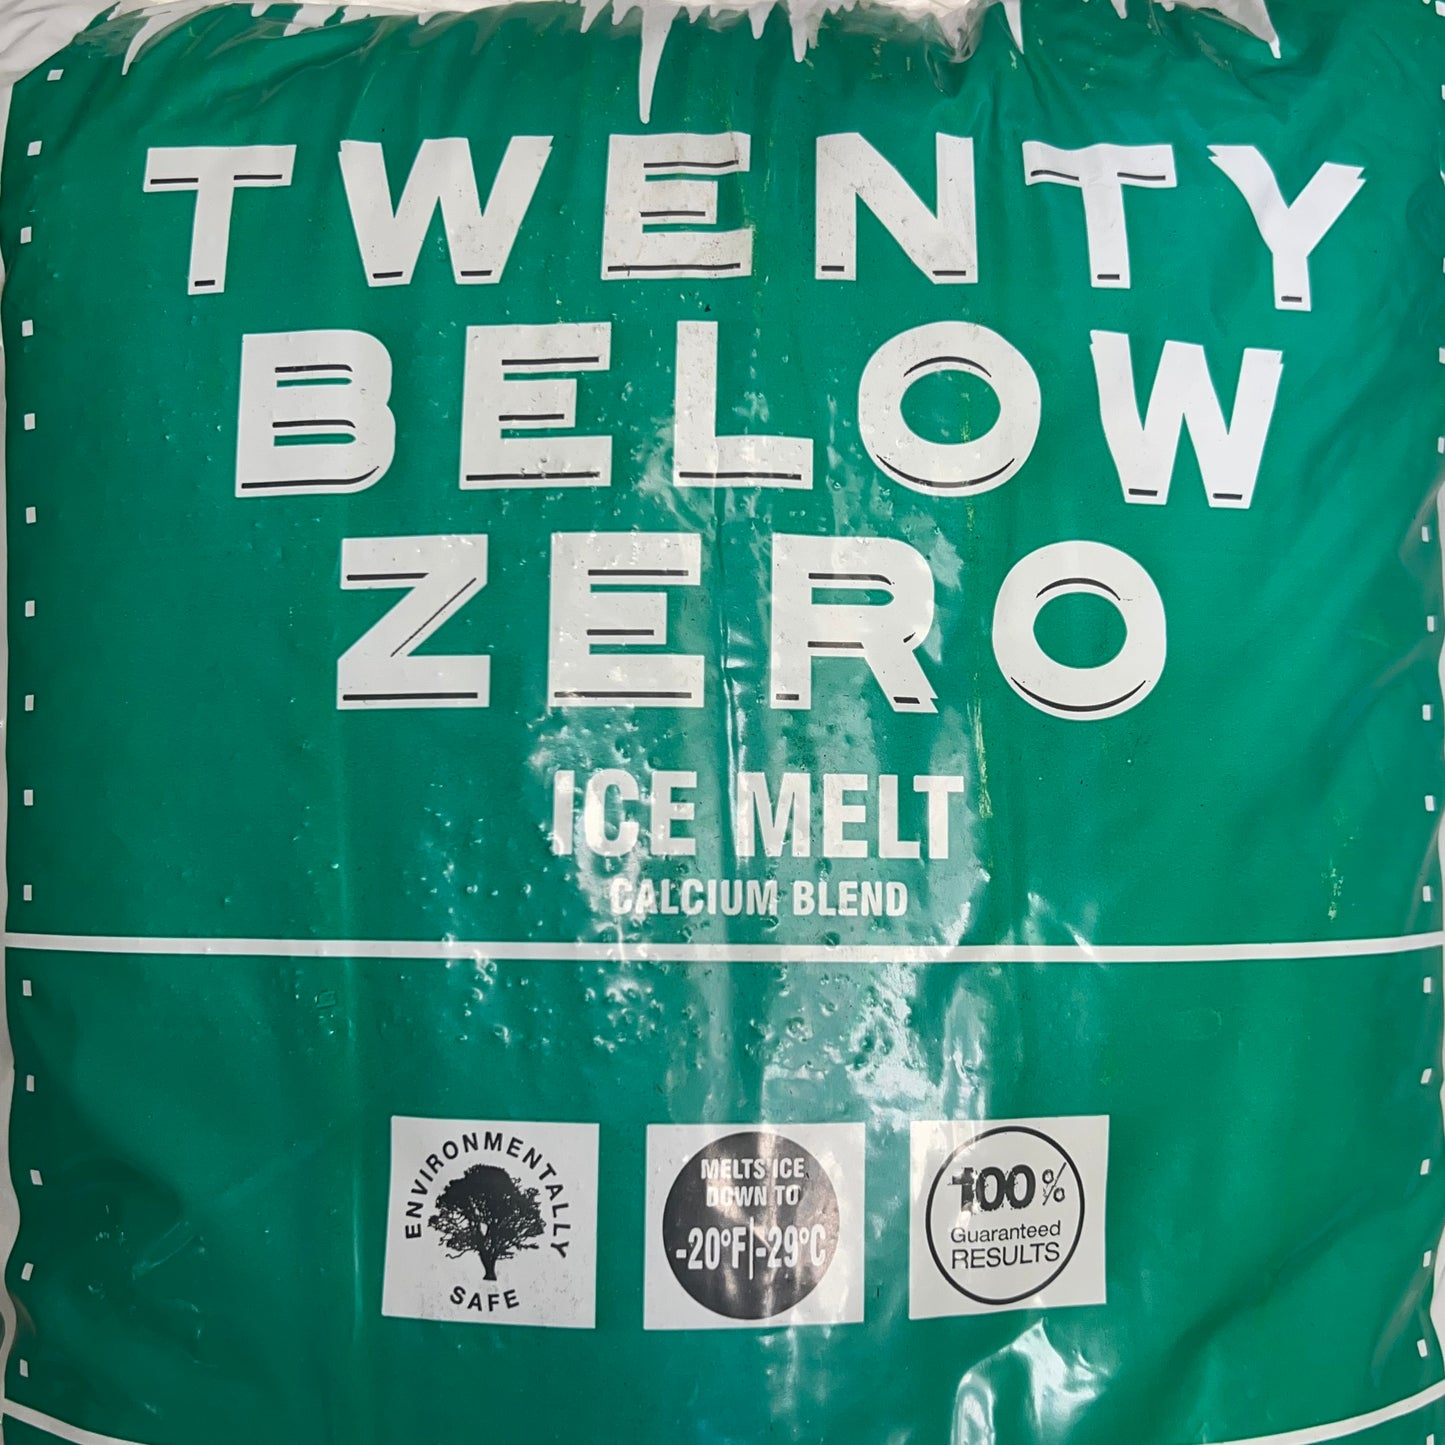 TWENTY
BELOW
ZERO
ICE MELT
CALCIUM BLEND
ENVIRONMENTALLY
SAFE
MELTS ICE
DOWN TO
-20°F|-29°C
100%
Guaranteed
RESULTS